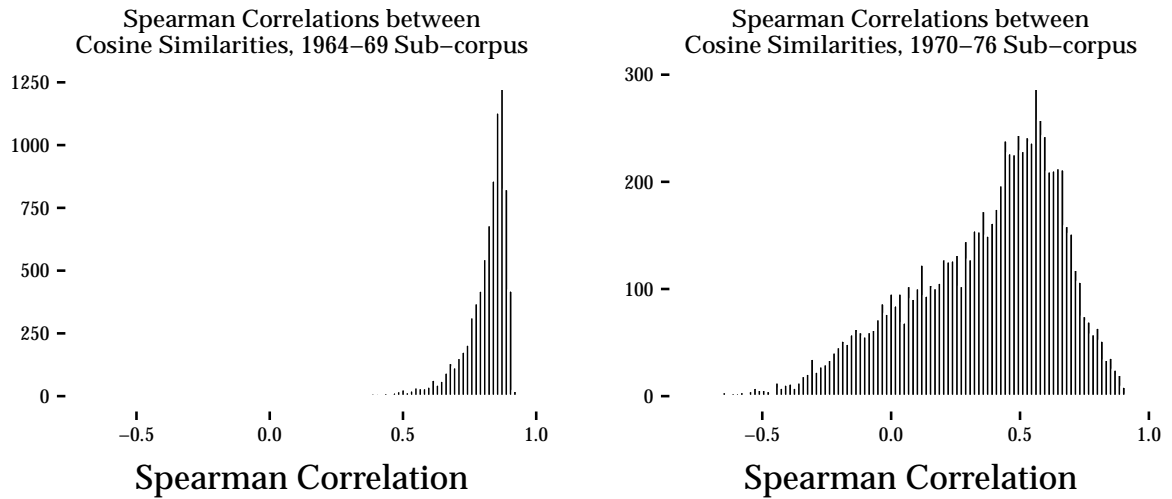 Spearman Correlations between
Cosine Similarities, 1964–69 Sub−corpus
1250
1000
750
500
250
0
−0.5 0.0 0.5 1.0
Spearman Correlation
Spearman Correlations between
Cosine Similarities, 1970–76 Sub−corpus
300
200
100
0
−0.5 0.0 0.5 1.0
Spearman Correlation